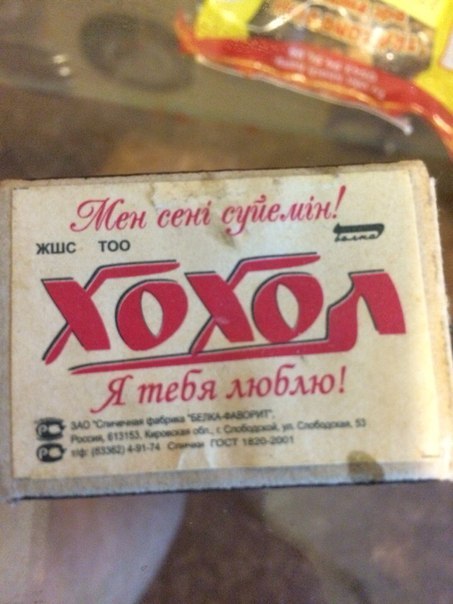 Мен сені сүйемін!
ЖШС ТОО
белка
ХОХОЛ
Я тебя люблю!
ЗАО "Спичечная фабрика "БЕЛКА-ФАВОРИТ",
Россия, 613153, Кировская обл., г. Слободской, ул. Слободская, 53
т/ф: (83362) 4-91-74 Спички ГОСТ 1820-2001